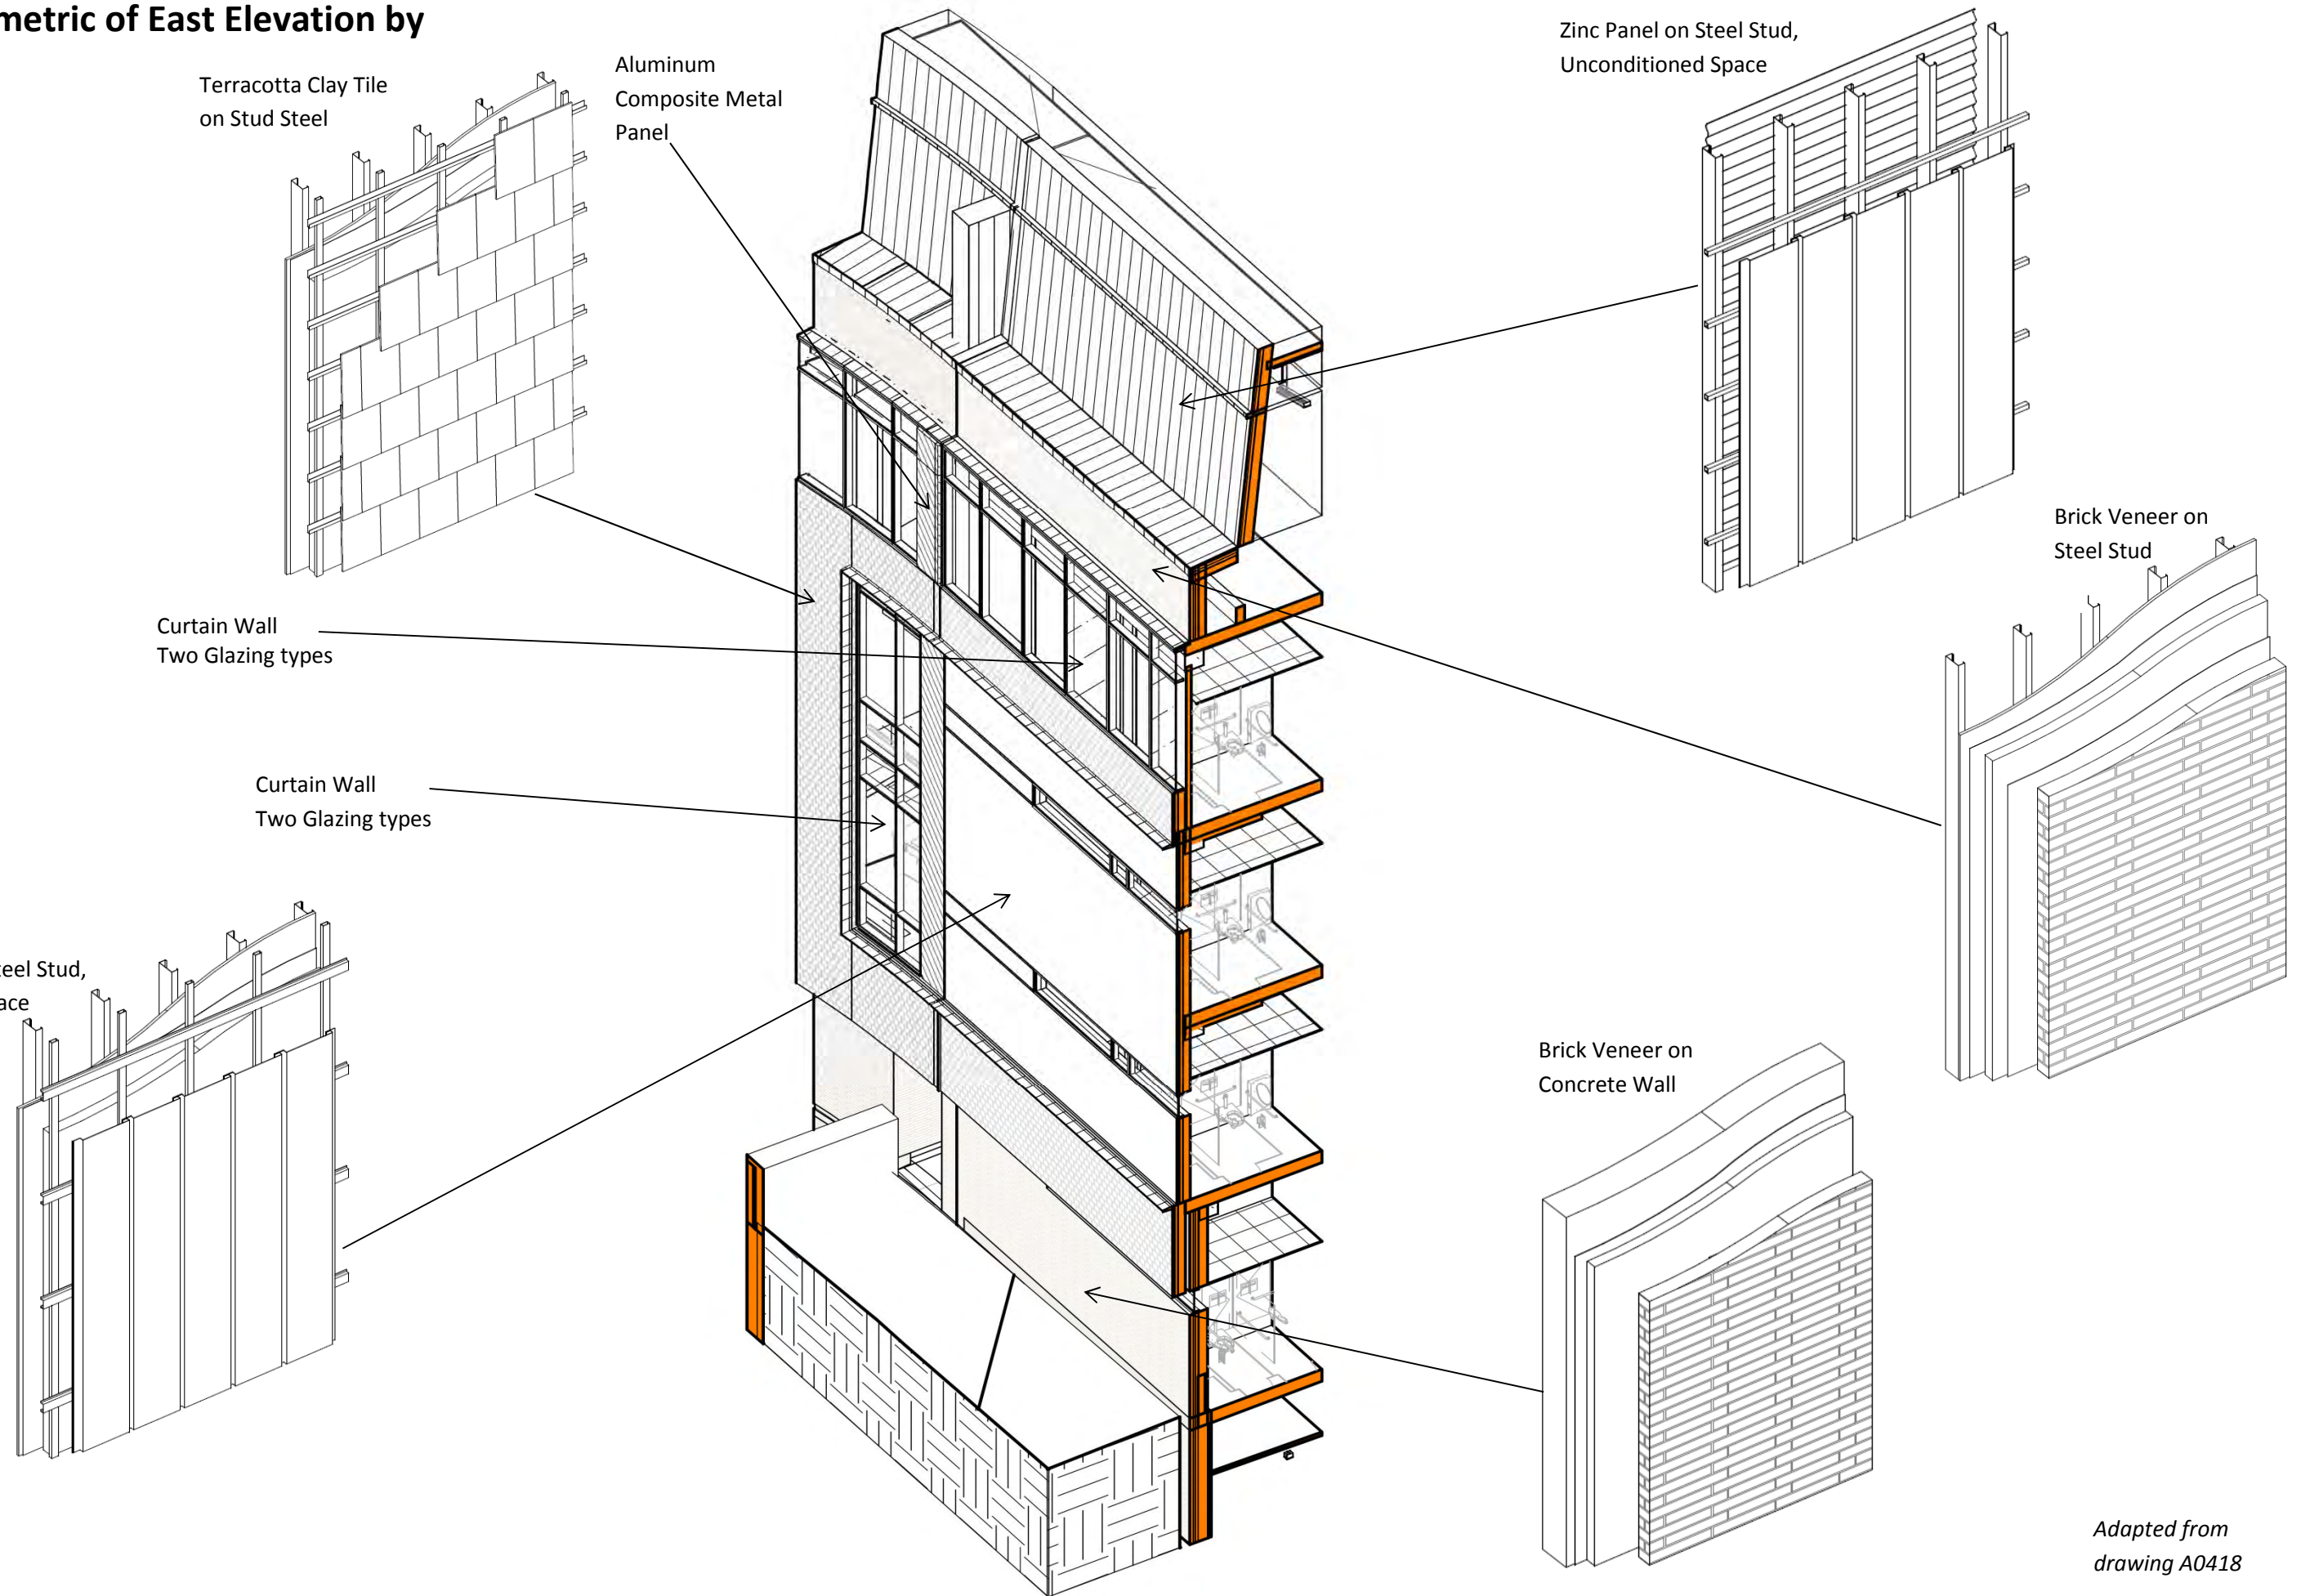 metric of East Elevation by
Terracotta Clay Tile
on Stud Steel
Aluminum
Composite Metal
Panel
Zinc Panel on Steel Stud,
Unconditioned Space
Brick Veneer on
Steel Stud
Curtain Wall
Two Glazing types
Curtain Wall
Two Glazing types
teel Stud,
ace
Brick Veneer on
Concrete Wall
Adapted from
drawing A0418